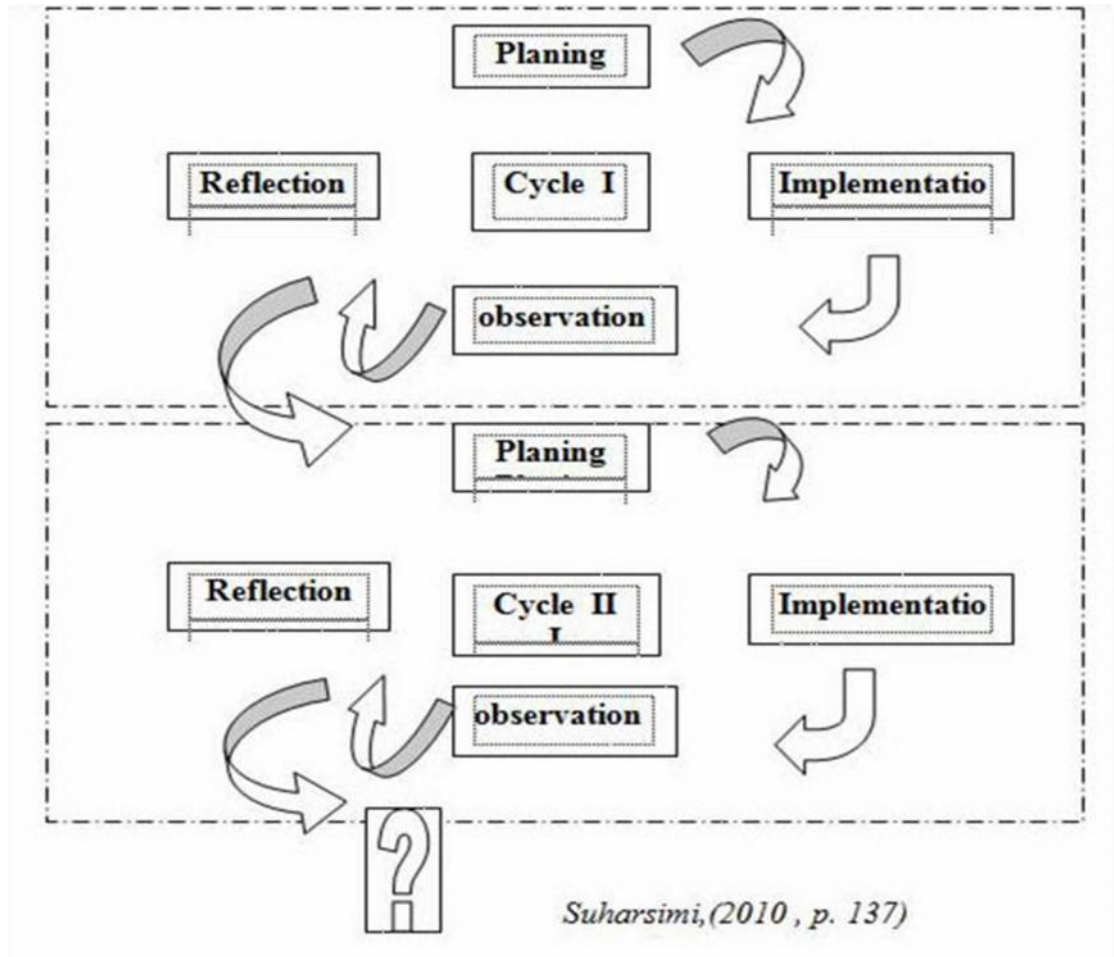 Planing
Reflection
Cycle I
Implementatio
observation
Planing
Reflection
Cycle II
I
Implementatio
observation
?
Suharsimi,(2010 , p. 137)